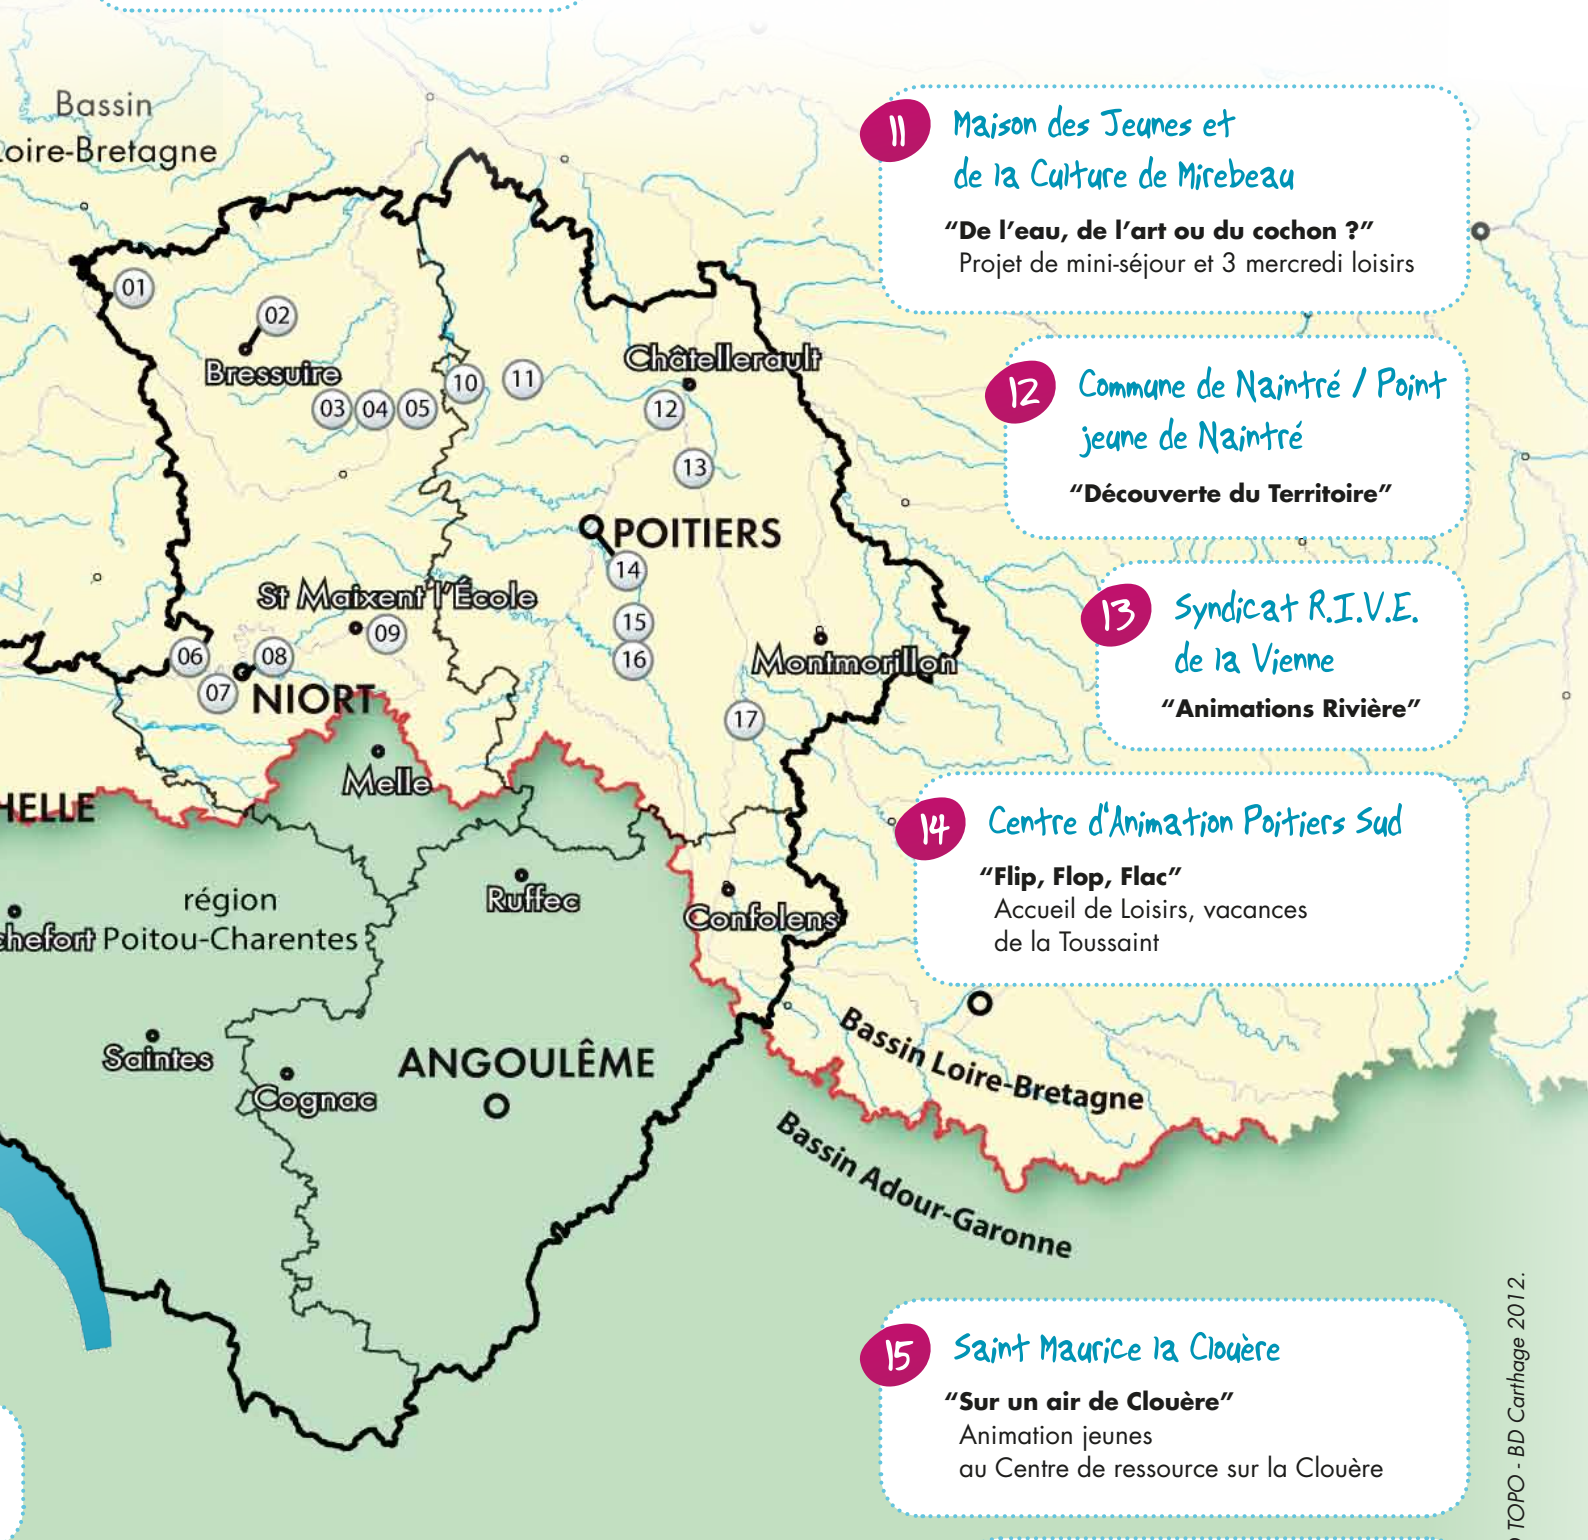 Bassin
Loire-Bretagne
01
02
Bressuire
03 04 05
10
11
Châtellerault
12
13
POITIERS
14
15
16
St Maixent l'École
09
06
08
07
NIORT
Montmorillon
17
Melle
HELLE
Ruffec
Confolens
région
Poitou-Charentes
chefort
Saintes
Cognac
ANGOULÊME
Bassin Loire-Bretagne
Bassin Adour-Garonne
11
Maison des Jeunes et
de la Culture de Mirebeau
“De l’eau, de l’art ou du cochon ?”
Projet de mini-séjour et 3 mercredi loisirs
12
Commune de Naintré / Point
jeune de Naintré
“Découverte du Territoire”
13
Syndicat R.I.V.E.
de la Vienne
“Animations Rivière”
14
Centre d'Animation Poitiers Sud
“Flip, Flop, Flac”
Accueil de Loisirs, vacances
de la Toussaint
15
Saint Maurice la Clouère
“Sur un air de Clouère”
Animation jeunes
au Centre de ressource sur la Clouère
TOPO - BD Carthage 2012.